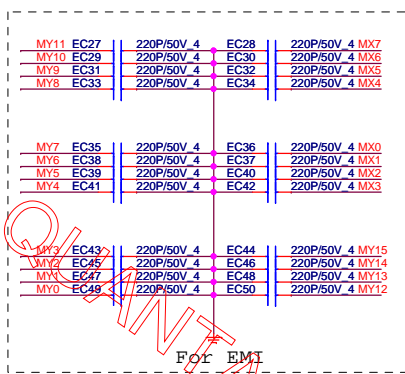 MY11 EC27 220P/50V_4 EC28 220P/50V_4 MX7
MY10 EC29 220P/50V_4 EC30 220P/50V_4 MX6
MY9 EC31 220P/50V_4 EC32 220P/50V_4 MX5
MY8 EC33 220P/50V_4 EC34 220P/50V_4 MX4
MY7 EC35 220P/50V_4 EC36 220P/50V_4 MX0
MY6 EC38 220P/50V_4 EC37 220P/50V_4 MX1
MY5 EC39 220P/50V_4 EC40 220P/50V_4 MX2
MY4 EC41 220P/50V_4 EC42 220P/50V_4 MX3
MY3 EC43 220P/50V_4 EC44 220P/50V_4 MY15
MY2 EC45 220P/50V_4 EC46 220P/50V_4 MY14
MY1 EC47 220P/50V_4 EC48 220P/50V_4 MY13
MY0 EC49 220P/50V_4 EC50 220P/50V_4 MY12
QUANTA
For EMI